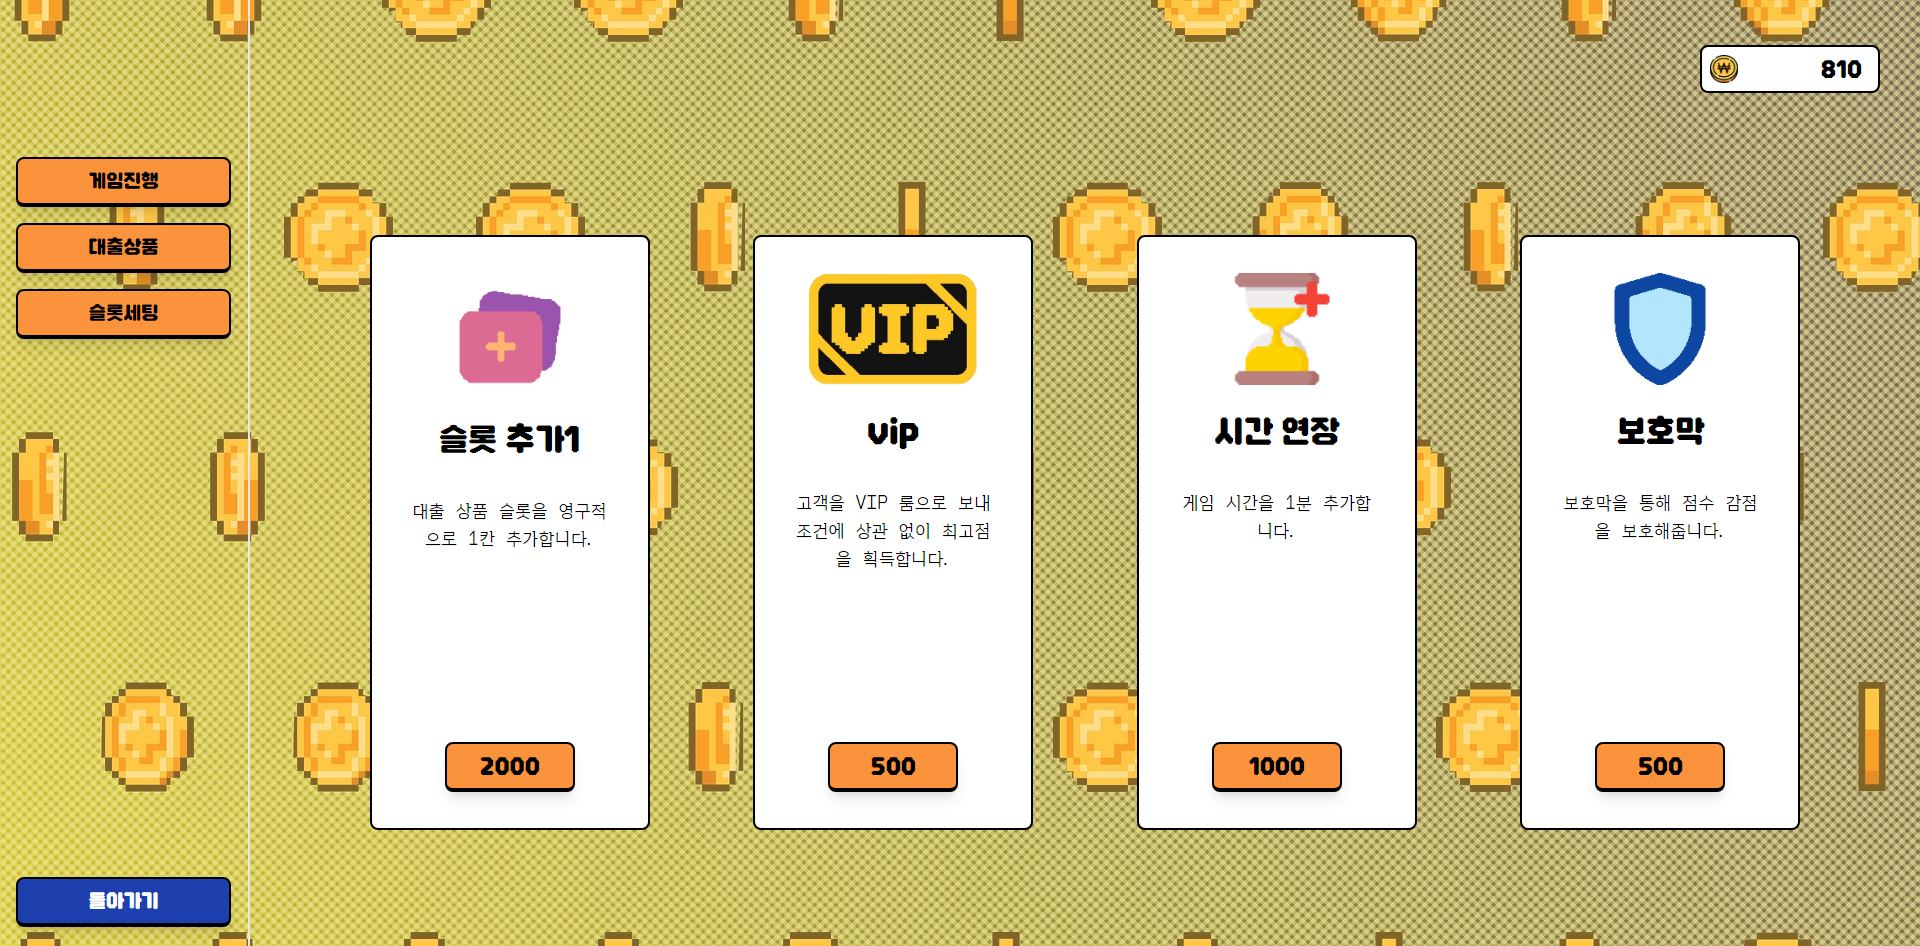 810
게임진행
대출상품
슬롯세팅
돌아가기
슬롯 추가1
대출 상품 슬롯을 영구적
으로 1칸 추가합니다.
2000
VIP
vip
고객을 VIP 룸으로 보내
조건에 상관 없이 최고점
을 획득합니다.
500
시간 연장
게임 시간을 1분 추가합
니다.
1000
보호막
보호막을 통해 점수 감점
을 보호해줍니다.
500